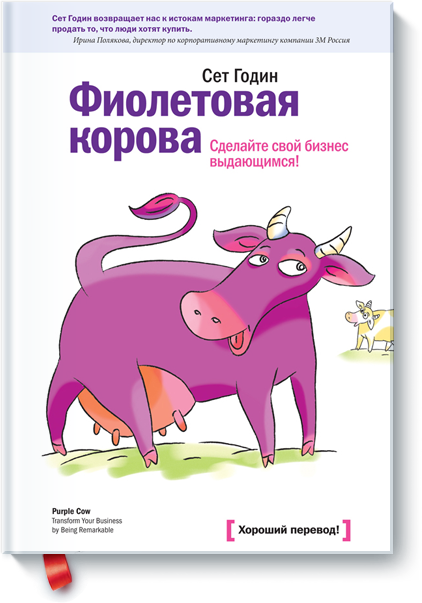 Сет Годин возвращает нас к истокам маркетинга: гораздо легче
продать то, что люди хотят купить.
Ирина Полякова, директор по корпоративному маркетингу компании 3М Россия
Сет Годин
Фиолетовая
корова
Сделайте свой бизнес
выдающимся!
Purple Cow
Transform Your Business
by Being Remarkable
[ Хороший перевод! ]